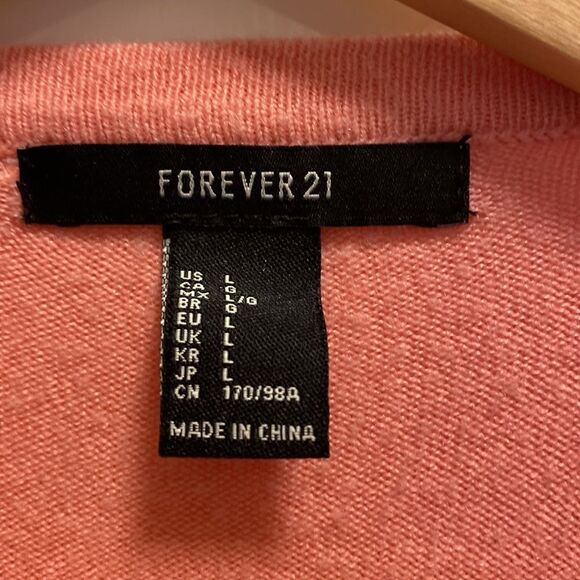 FOREVER 21
US L
CA G
MX L/G
BR G
EU L
UK L
KR L
JP L
CN 170/98A
MADE IN CHINA